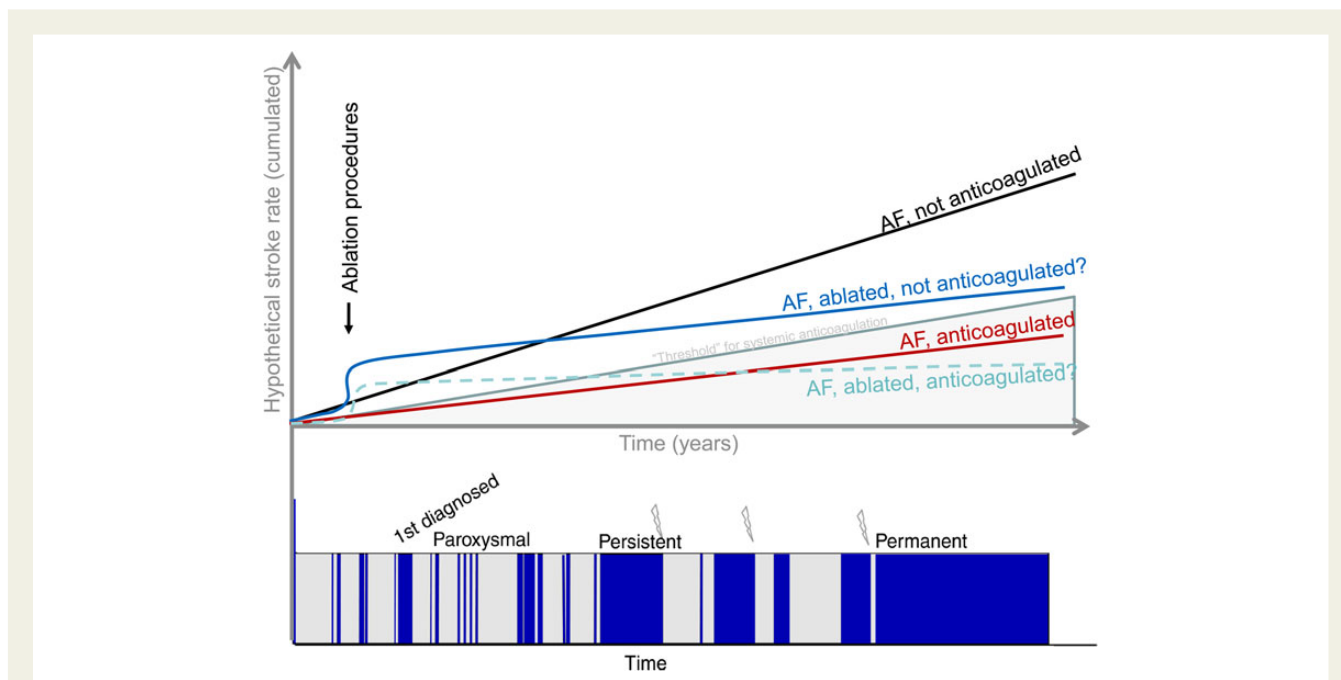 Hypothetical stroke rate (cumulated)
Ablation procedures
AF, not anticoagulated
AF, ablated, not anticoagulated?
"Threshold" for systemic anticoagulation
AF, anticoagulated
AF, ablated, anticoagulated?
Time (years)
1st diagnosed
Paroxysmal
Persistent
Permanent
Time